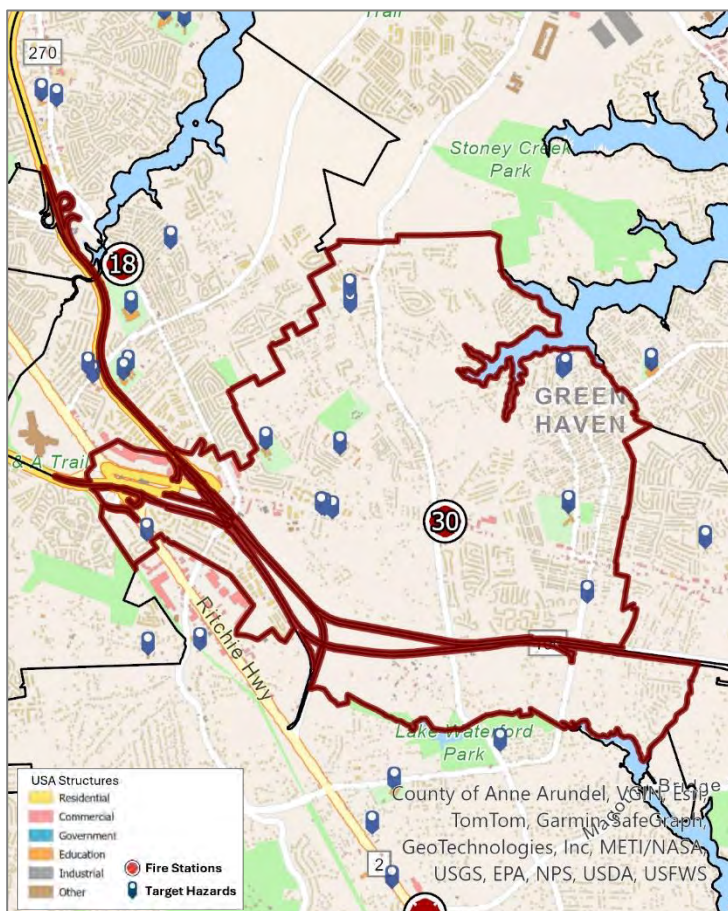 Trail
270
Stoney Creek
Park
18
GREEN
HAVEN
& A Trail
30
Ritchie Hwy
Lake Waterford
Park
2
USA Structures
Residential
Commercial
Government
Education
Industrial
Other
Fire Stations
Target Hazards
County of Anne Arundel, VGIN, Esri,
TomTom, Garmin, SafeGraph,
GeoTechnologies, Inc, METI/NASA,
USGS, EPA, NPS, USDA, USFWS
Bridge